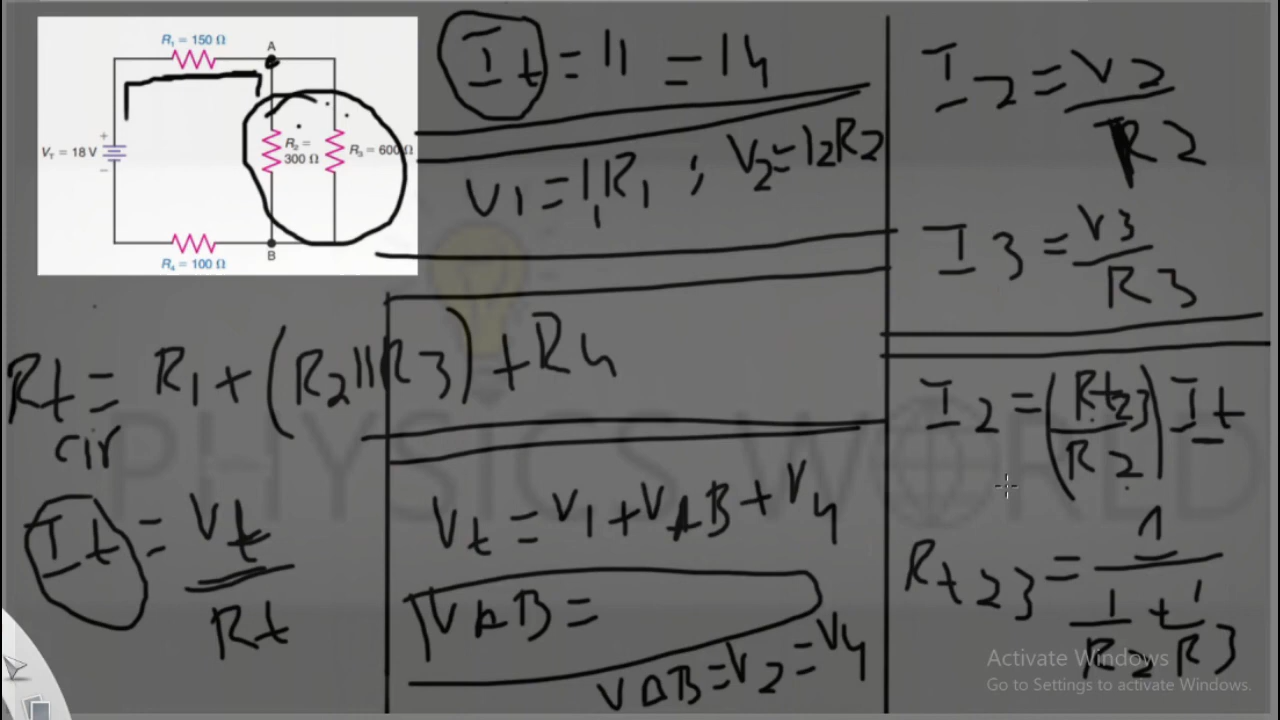 R₁ = 150 Ω
A
V_T = 18 V
+
−
R₂ =
300 Ω
R₃ = 600 Ω
R₄ = 100 Ω
B
It = I1 = I4
V1 = I1R1 ; V2 = I2R2
Rt = R1 + (R2 || R3) + R4
cir
It = Vt
Rt
Vt = V1 + VAB + V4
VAB =
VAB = V2 = V4
I2 = V2
R2
I3 = V3
R3
I2 = (Rt23) It
R2
Rt23 = 1
1 + 1
R2 R3
PHYSICS WORLD
Activate Windows
Go to Settings to activate Windows.